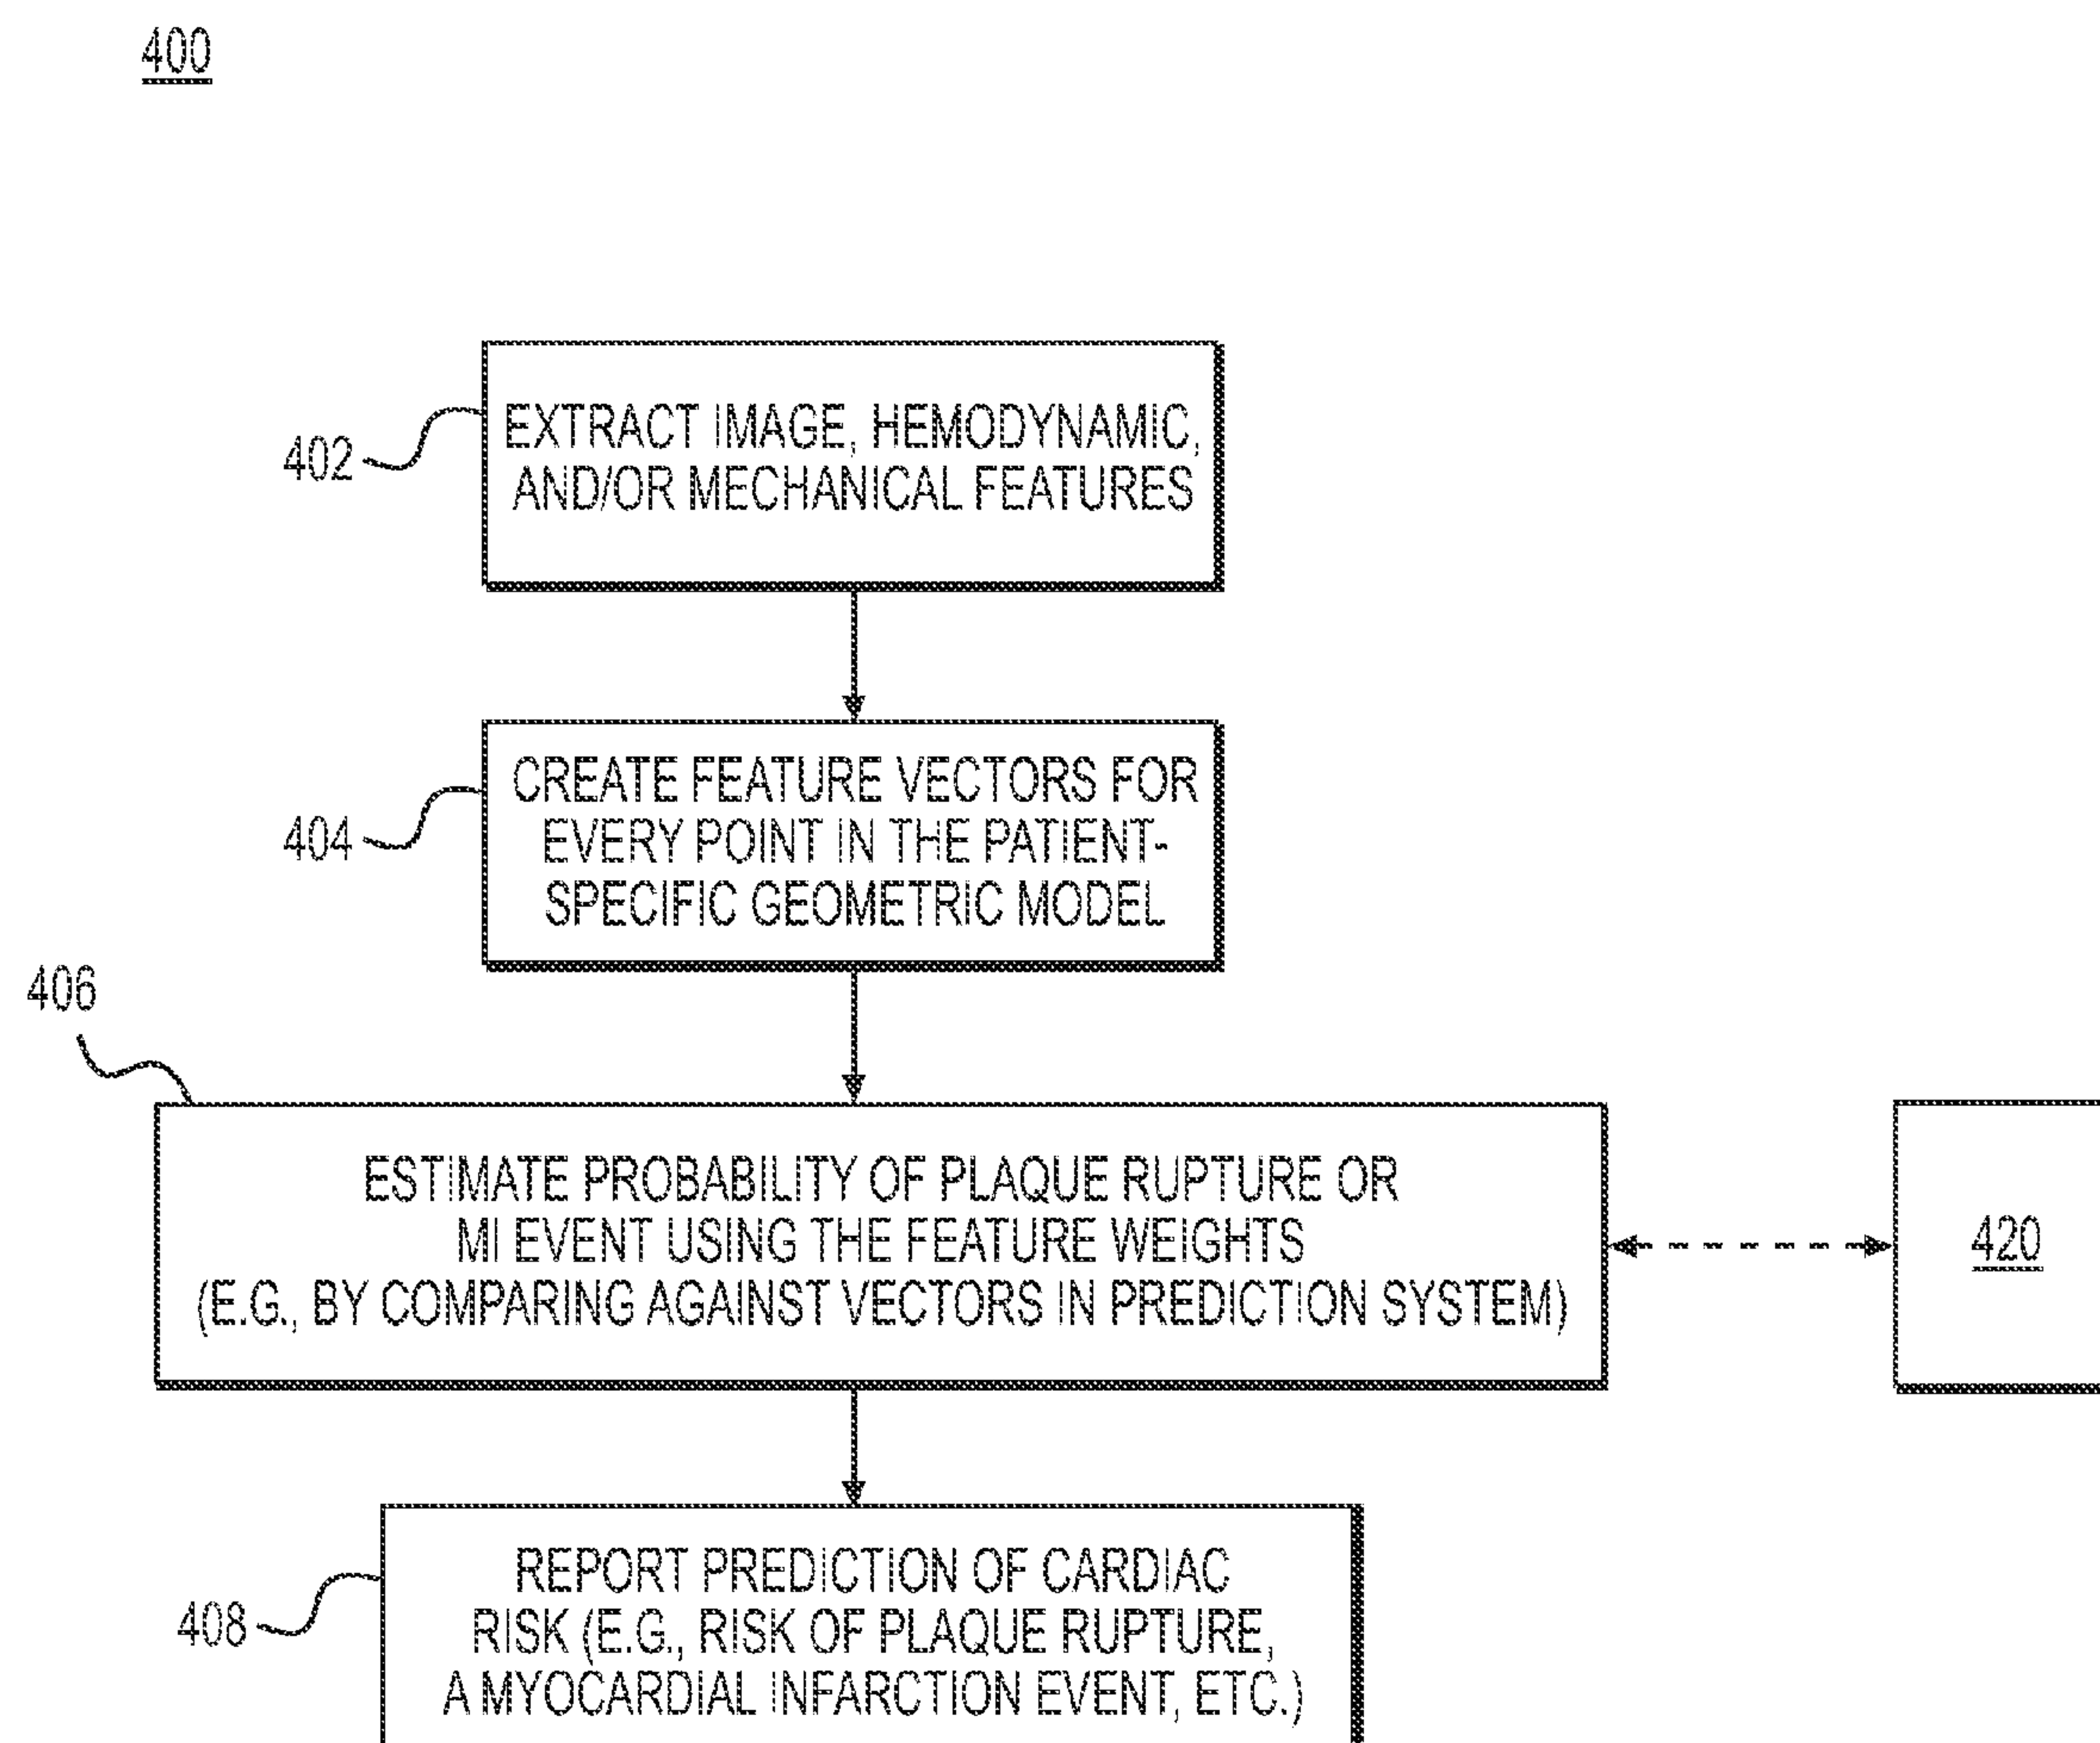 400
402
EXTRACT IMAGE, HEMODYNAMIC,
AND/OR MECHANICAL FEATURES
404
CREATE FEATURE VECTORS FOR
EVERY POINT IN THE PATIENT-
SPECIFIC GEOMETRIC MODEL
406
ESTIMATE PROBABILITY OF PLAQUE RUPTURE OR
MI EVENT USING THE FEATURE WEIGHTS
(E.G., BY COMPARING AGAINST VECTORS IN PREDICTION SYSTEM)
420
408
REPORT PREDICTION OF CARDIAC
RISK (E.G., RISK OF PLAQUE RUPTURE,
A MYOCARDIAL INFARCTION EVENT, ETC.)